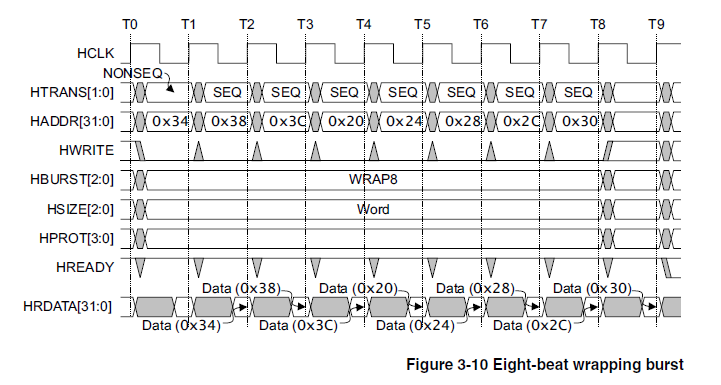 T0 T1 T2 T3 T4 T5 T6 T7 T8 T9
HCLK
NONSEQ
HTRANS[1:0] SEQ SEQ SEQ SEQ SEQ SEQ SEQ
HADDR[31:0] 0x34 0x38 0x3C 0x20 0x24 0x28 0x2C 0x30
HWRITE
HBURST[2:0] WRAP8
HSIZE[2:0] Word
HPROT[3:0]
HREADY
Data (0x38) Data (0x20) Data (0x28) Data (0x30)
HRDATA[31:0]
Data (0x34) Data (0x3C) Data (0x24) Data (0x2C)
Figure 3-10 Eight-beat wrapping burst